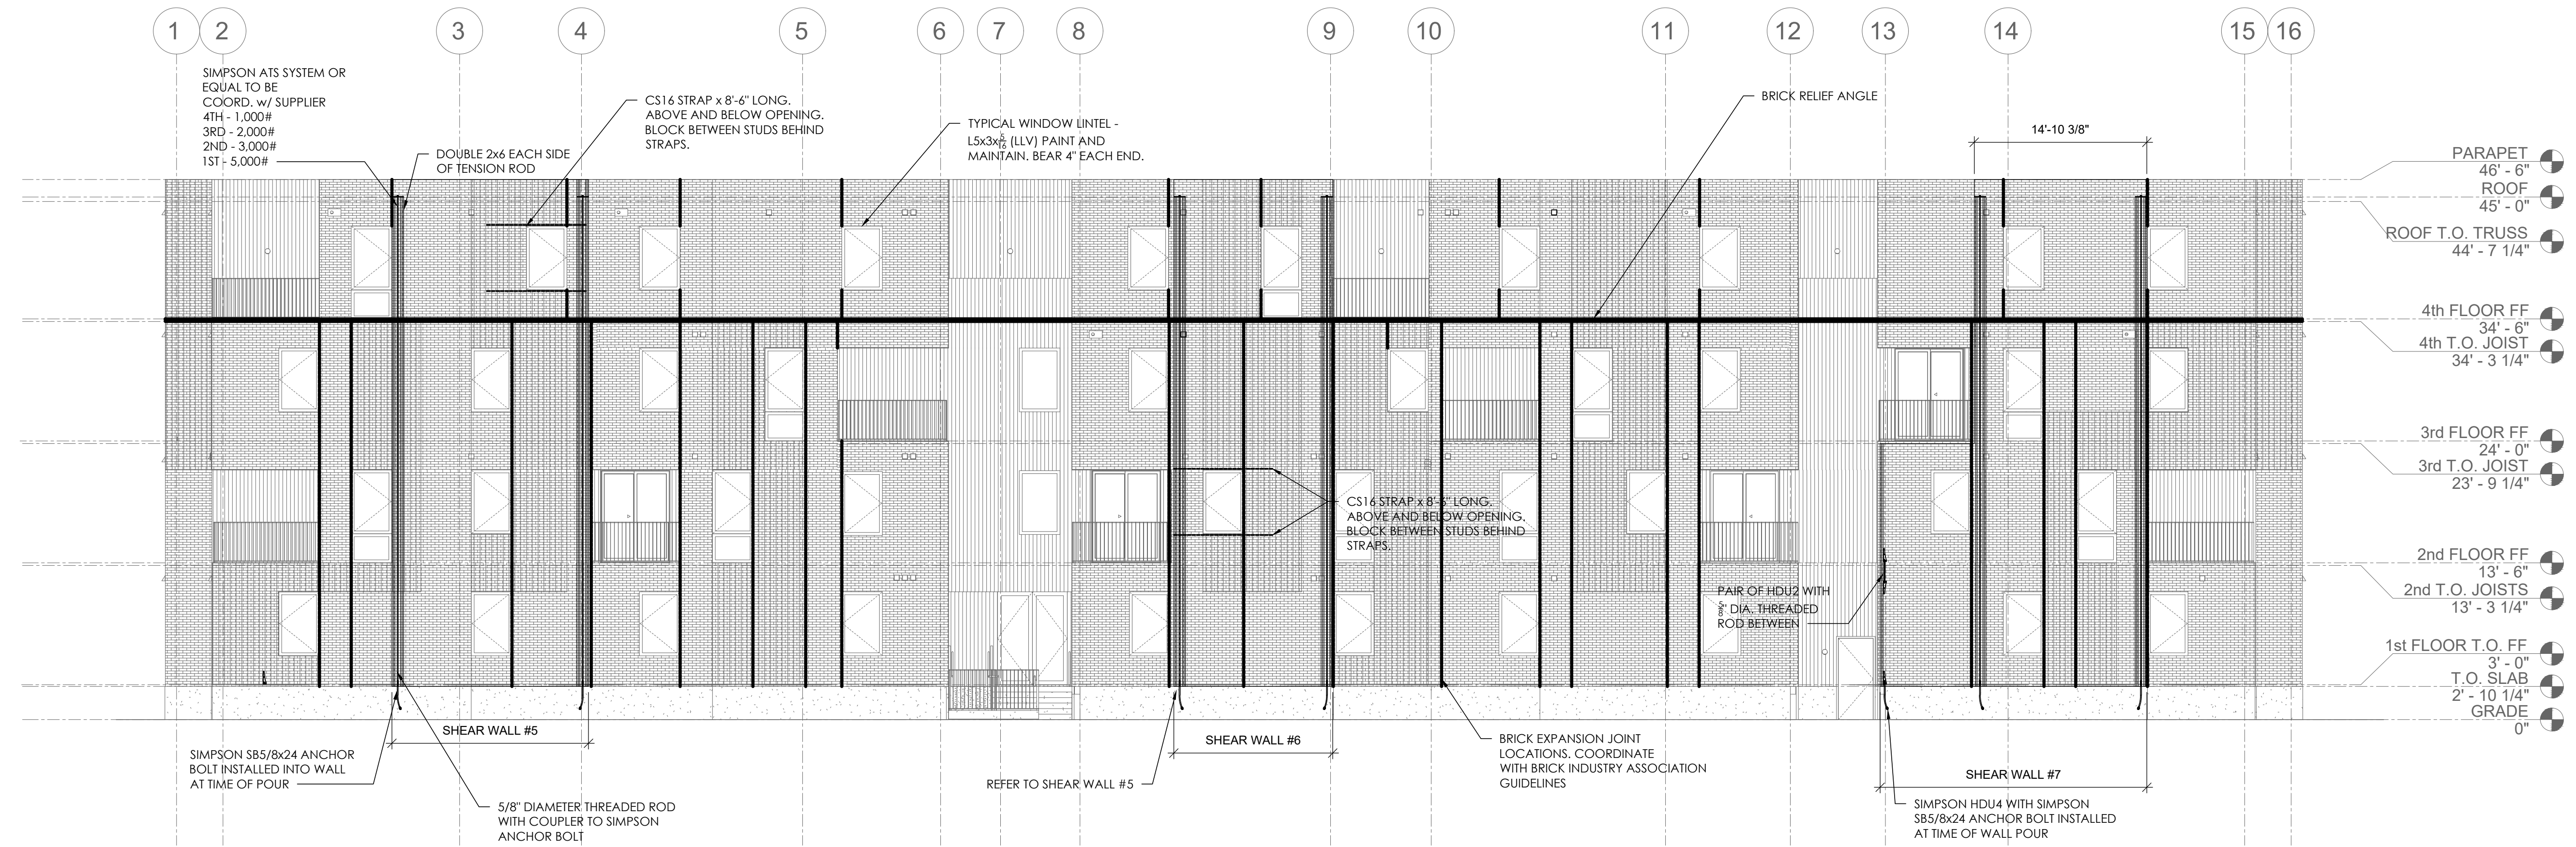 1 2 3 4 5 6 7 8 9 10 11 12 13 14 15 16
SIMPSON ATS SYSTEM OR
EQUAL TO BE
COORD. w/ SUPPLIER
4TH - 1,000#
3RD - 2,000#
2ND - 3,000#
1ST - 5,000#
DOUBLE 2x6 EACH SIDE
OF TENSION ROD
CS16 STRAP x 8'-6" LONG.
ABOVE AND BELOW OPENING.
BLOCK BETWEEN STUDS BEHIND
STRAPS.
TYPICAL WINDOW LINTEL -
L5x3x5/16 (LLV) PAINT AND
MAINTAIN. BEAR 4" EACH END.
BRICK RELIEF ANGLE
14'-10 3/8"
PARAPET
46' - 6"
ROOF
45' - 0"
ROOF T.O. TRUSS
44' - 7 1/4"
4th FLOOR FF
34' - 6"
4th T.O. JOIST
34' - 3 1/4"
3rd FLOOR FF
24' - 0"
3rd T.O. JOIST
23' - 9 1/4"
2nd FLOOR FF
13' - 6"
2nd T.O. JOISTS
13' - 3 1/4"
1st FLOOR T.O. FF
3' - 0"
T.O. SLAB
2' - 10 1/4"
GRADE
0"
CS16 STRAP x 8'-6" LONG.
ABOVE AND BELOW OPENING.
BLOCK BETWEEN STUDS BEHIND
STRAPS.
PAIR OF HDU2 WITH
5/8" DIA. THREADED
ROD BETWEEN
SHEAR WALL #5
SIMPSON SB5/8x24 ANCHOR
BOLT INSTALLED INTO WALL
AT TIME OF POUR
5/8" DIAMETER THREADED ROD
WITH COUPLER TO SIMPSON
ANCHOR BOLT
SHEAR WALL #6
REFER TO SHEAR WALL #5
BRICK EXPANSION JOINT
LOCATIONS. COORDINATE
WITH BRICK INDUSTRY ASSOCIATION
GUIDELINES
SHEAR WALL #7
SIMPSON HDU4 WITH SIMPSON
SB5/8x24 ANCHOR BOLT INSTALLED
AT TIME OF WALL POUR